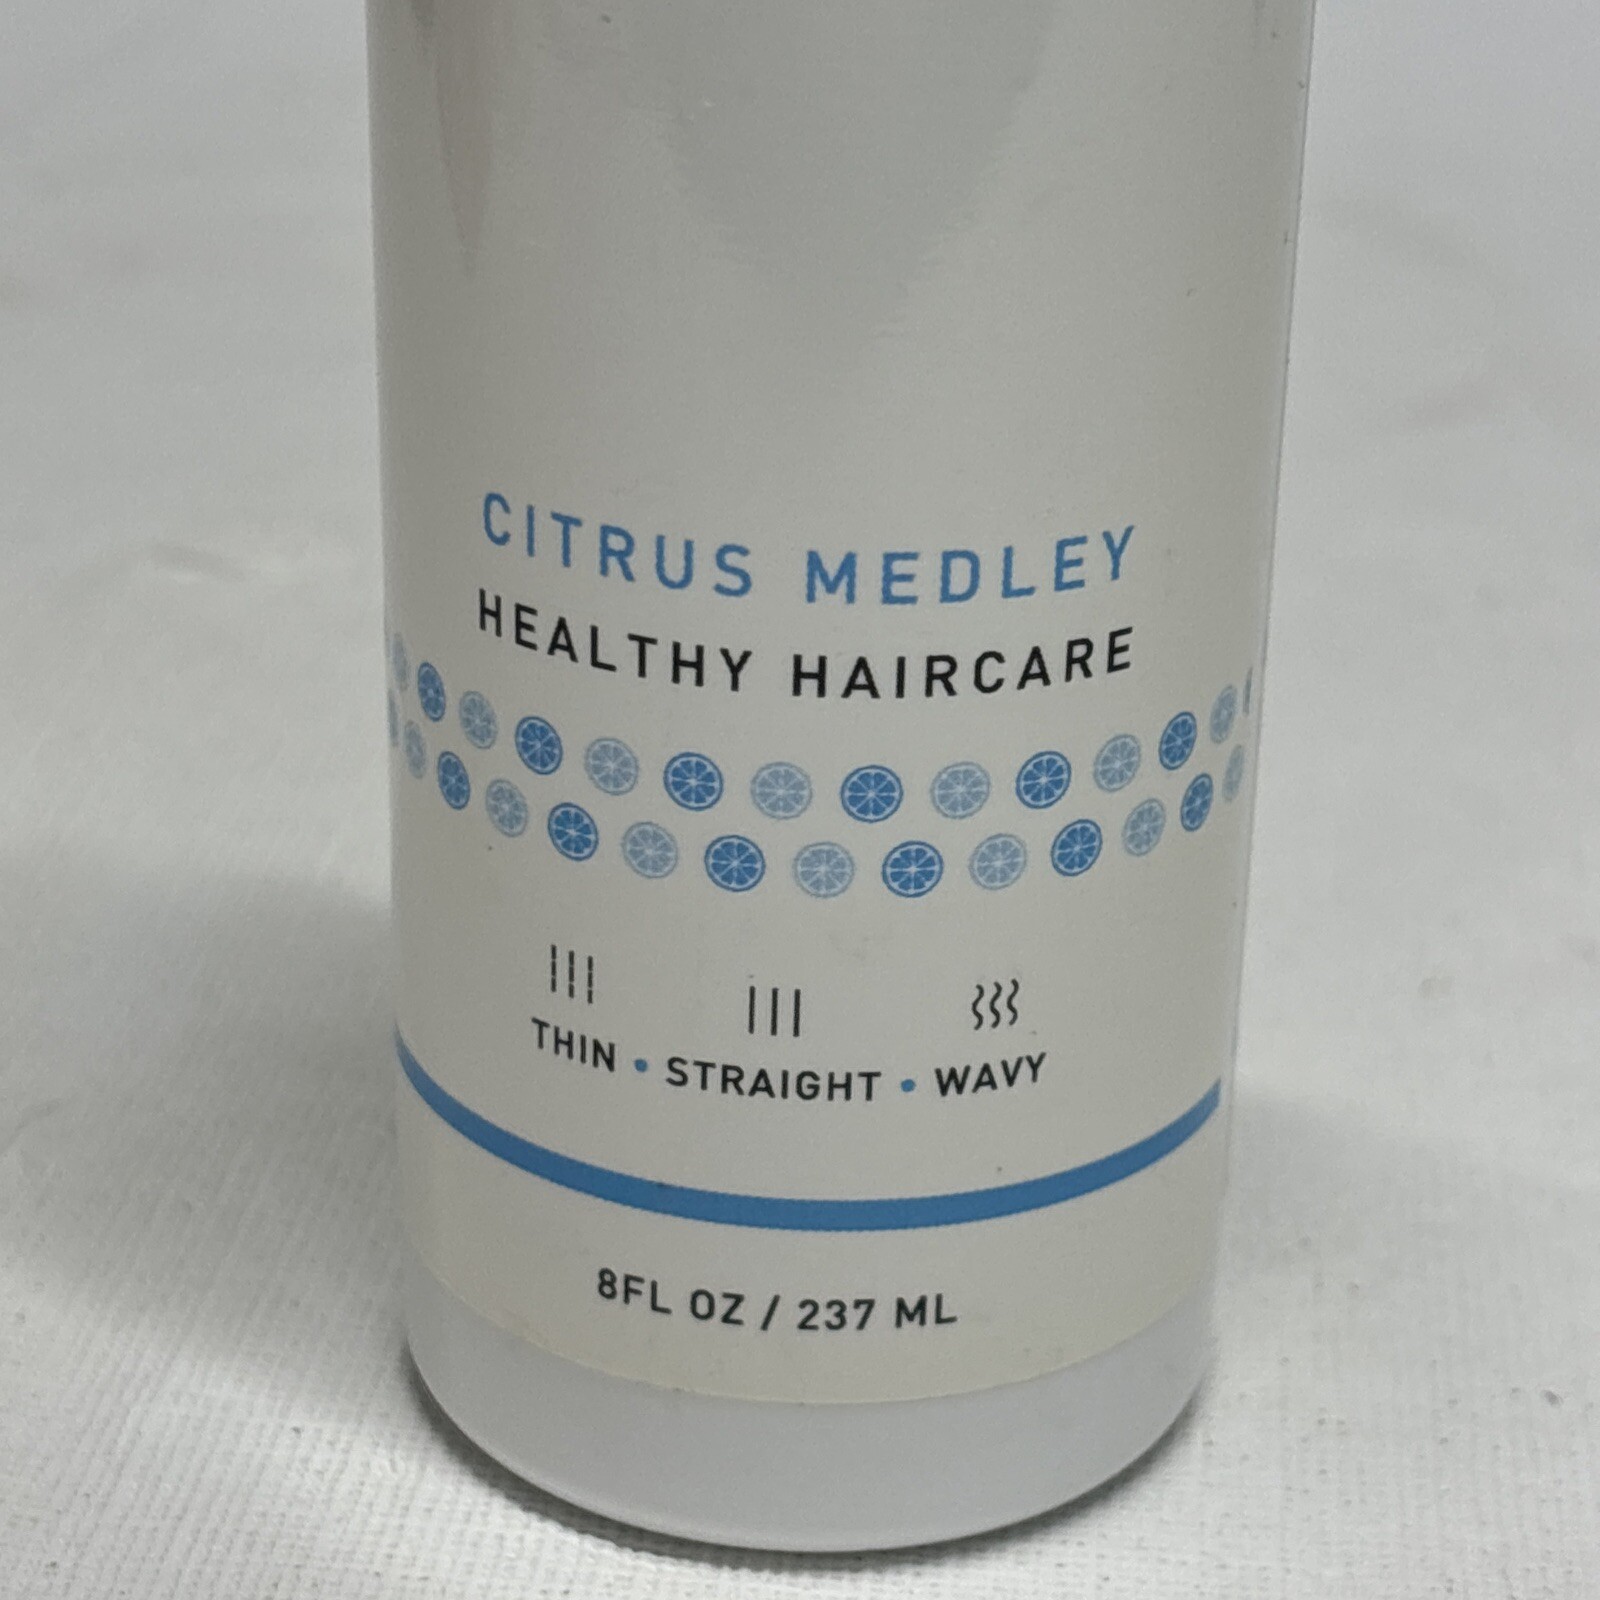 CITRUS MEDLEY
HEALTHY HAIRCARE
THIN • STRAIGHT • WAVY
8FL OZ / 237 ML